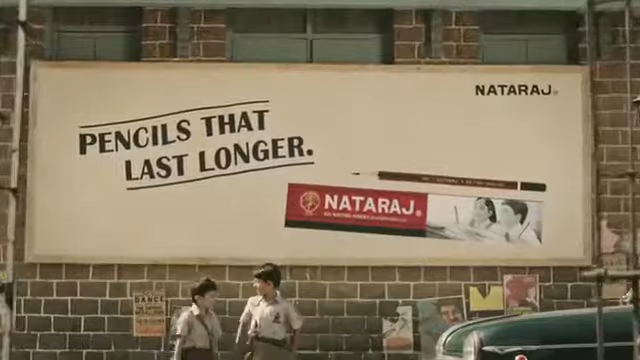 NATARAJ®
PENCILS THAT
LAST LONGER.
NATARAJ®
DANCE